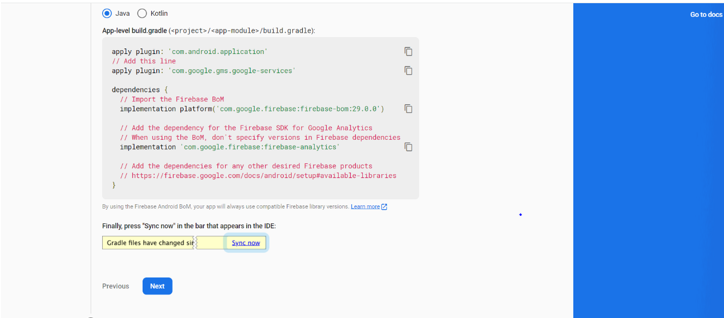 Java Kotlin
Go to docs
App-level build.gradle (<project>/<app-module>/build.gradle):
apply plugin: 'com.android.application'
// Add this line
apply plugin: 'com.google.gms.google-services'
dependencies {
// Import the Firebase BoM
implementation platform('com.google.firebase:firebase-bom:29.0.0')
// Add the dependency for the Firebase SDK for Google Analytics
// When using the BoM, don't specify versions in Firebase dependencies
implementation 'com.google.firebase:firebase-analytics'
// Add the dependencies for any other desired Firebase products
// https://firebase.google.com/docs/android/setup#available-libraries
}
By using the Firebase Android BoM, your app will always use compatible Firebase library versions. Learn more
Finally, press "Sync now" in the bar that appears in the IDE:
Gradle files have changed sin Sync now
Previous Next